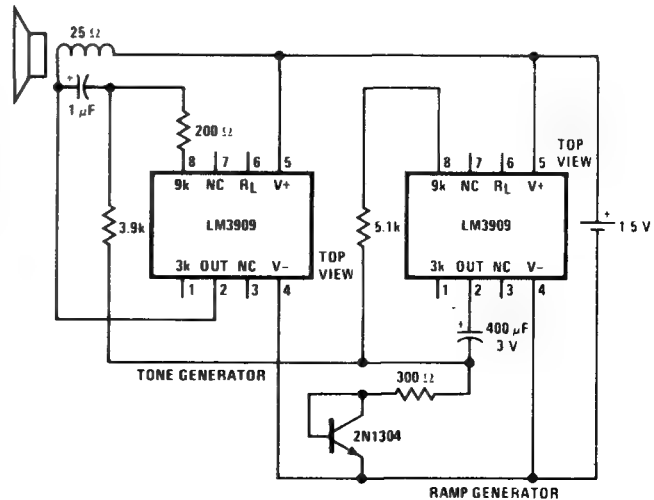 25 Ω
+
1 μF
200 Ω
8 7 6 5
9k NC RL V+
LM3909
3k OUT NC V-
1 2 3 4
TOP
VIEW
3.9k
5.1k
8 7 6 5
9k NC RL V+
LM3909
3k OUT NC V-
1 2 3 4
TOP
VIEW
+
1 5 V
+
400 μF
3 V
TONE GENERATOR
300 Ω
2N1304
RAMP GENERATOR